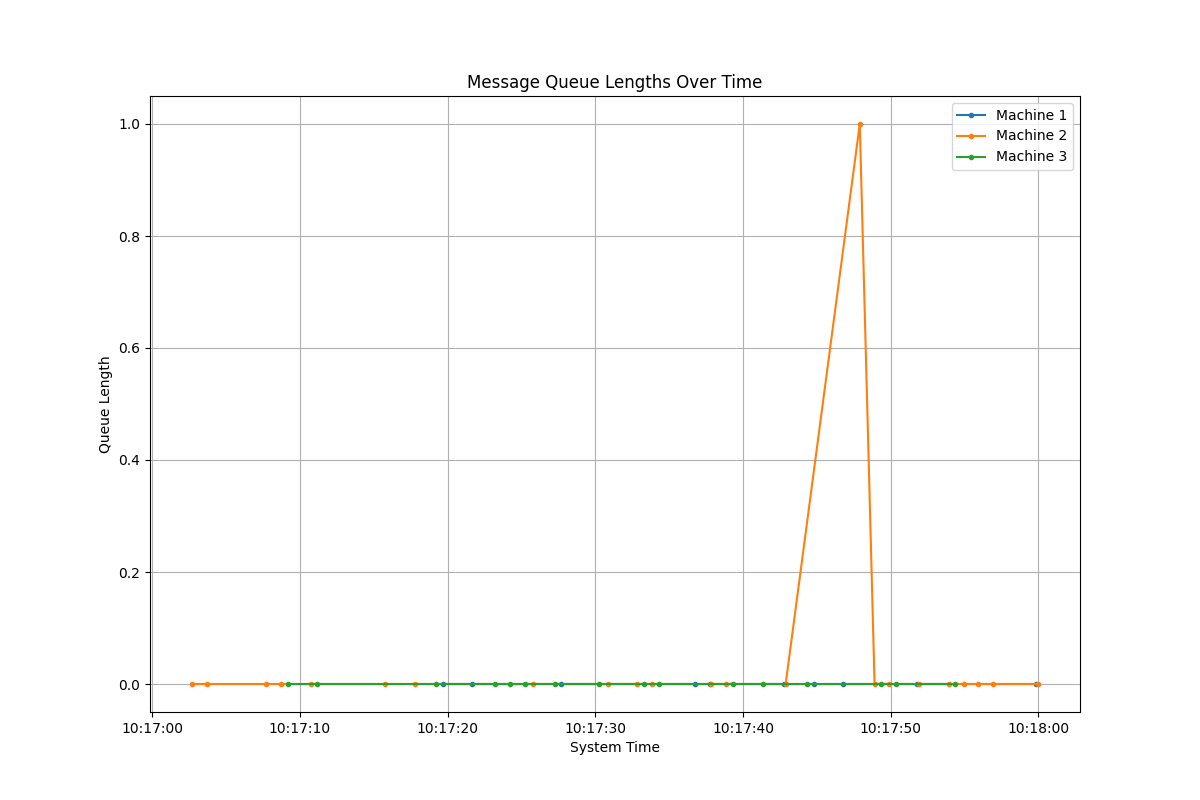 Message Queue Lengths Over Time
Machine 1
Machine 2
Machine 3
1.0
0.8
0.6
0.4
0.2
0.0
Queue Length
10:17:00 10:17:10 10:17:20 10:17:30 10:17:40 10:17:50 10:18:00
System Time